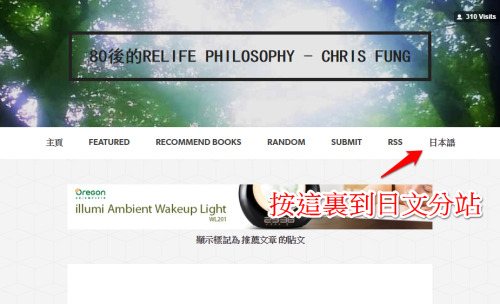 310 Visits
80後的RELIFE PHILOSOPHY - CHRIS FUNG
主頁 FEATURED RECOMMEND BOOKS RANDOM SUBMIT RSS 日本語
按這裏到日文分站
Oregon
SCIENTIFIC
illumi Ambient Wakeup Light
WL201
顯示標記為 推薦文章 的貼文